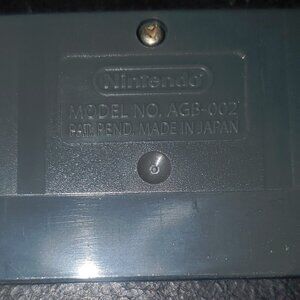 Nintendo
MODEL NO. AGB-002
PAT. PEND. MADE IN JAPAN